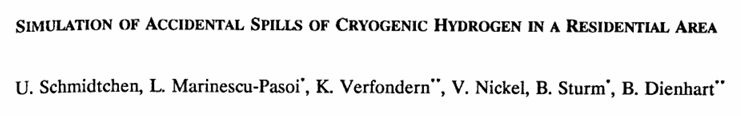 SIMULATION OF ACCIDENTAL SPILLS OF CRYOGENIC HYDROGEN IN A RESIDENTIAL AREA
U. Schmidtchen, L. Marinescu-Pasoi*, K. Verfondern**, V. Nickel, B. Sturm*, B. Dienhart**